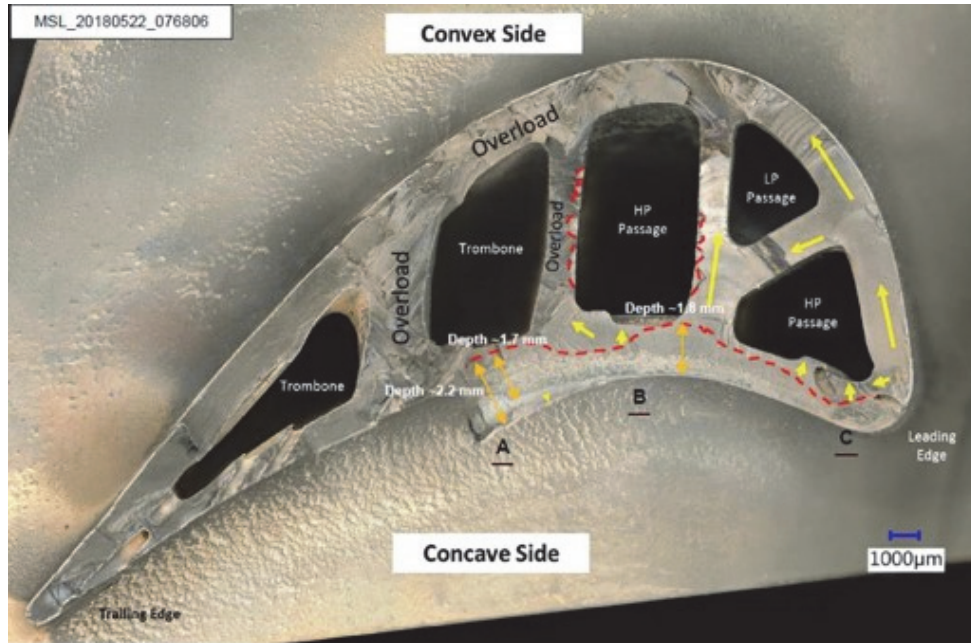 MSL_20180522_076806
Convex Side
Overload
LP
Passage
HP
Passage
Overload
Trombone
Overload
HP
Passage
Depth ~1.8 mm
Depth ~1.7 mm
Trombone
Depth ~2.2 mm
B
A
C
Leading
Edge
Concave Side
1000µm
Trailing Edge